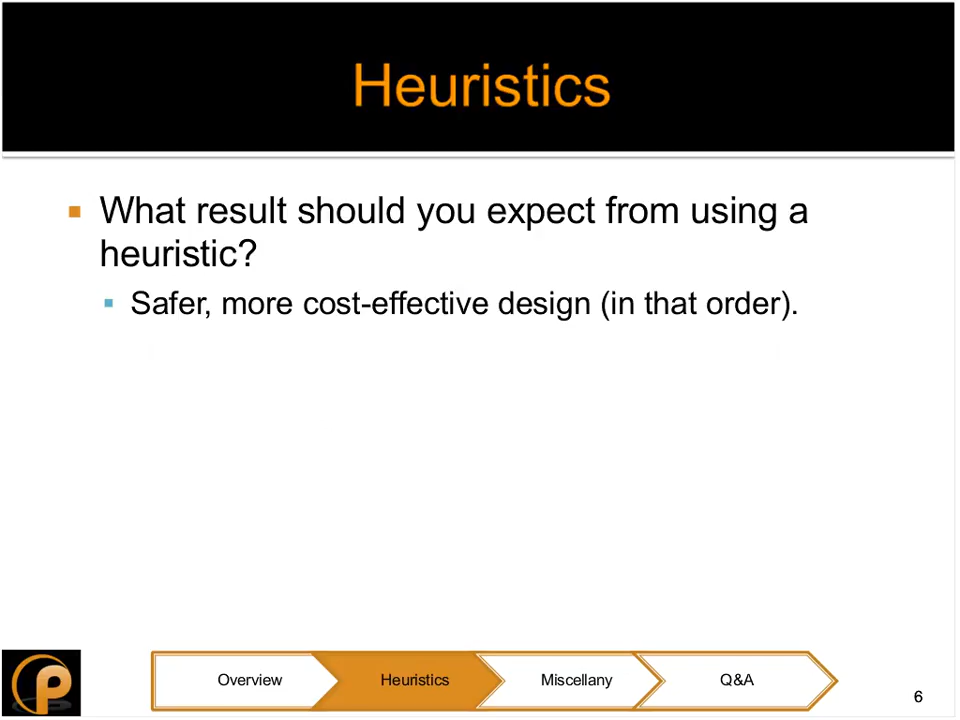 Heuristics
What result should you expect from using a
heuristic?
Safer, more cost-effective design (in that order).
Overview
Heuristics
Miscellany
Q&A
6